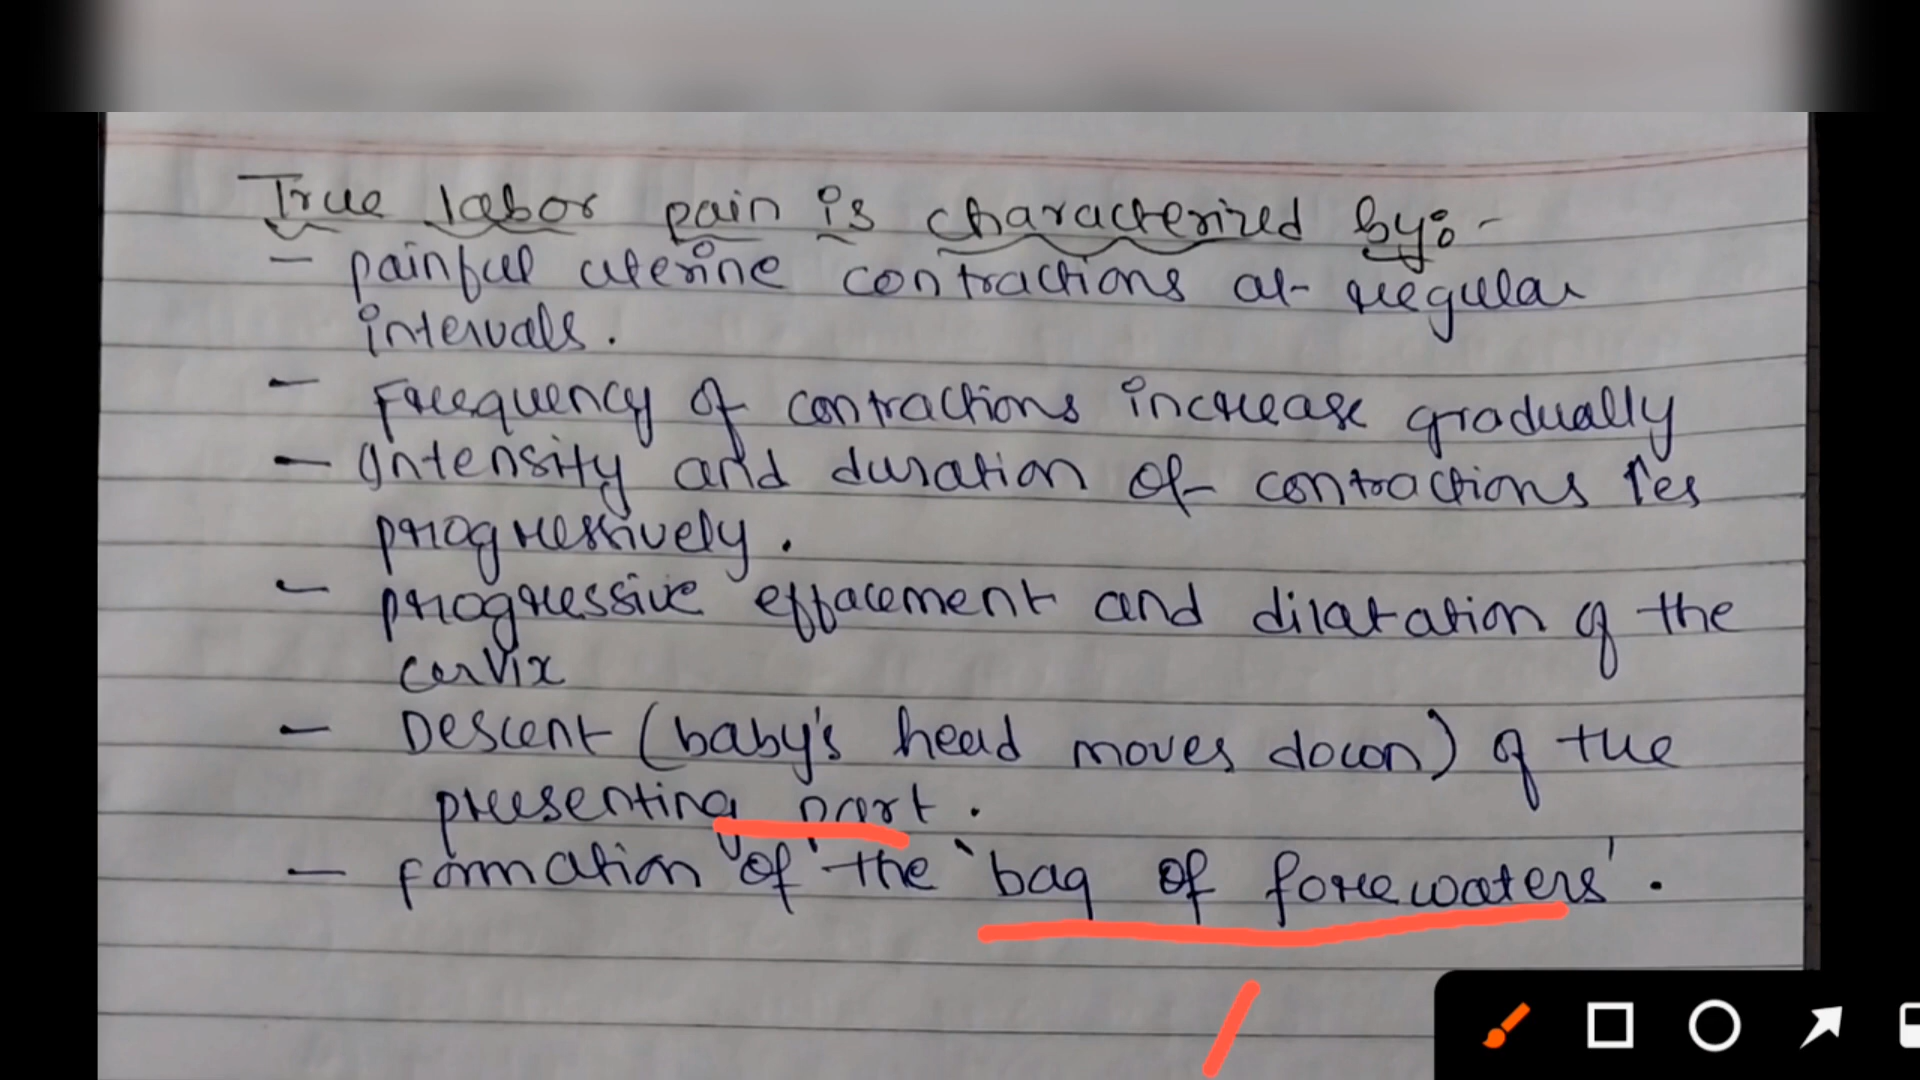 True labor pain is characterized by:-
- painful uterine contractions at regular
intervals.
- Frequency of contractions increase gradually
- Intensity and duration of contractions ↑es
progressively.
- progressive effacement and dilatation of the
cervix
- Descent (baby's head moves down) of the
presenting part.
- formation of the 'bag of forewaters'.